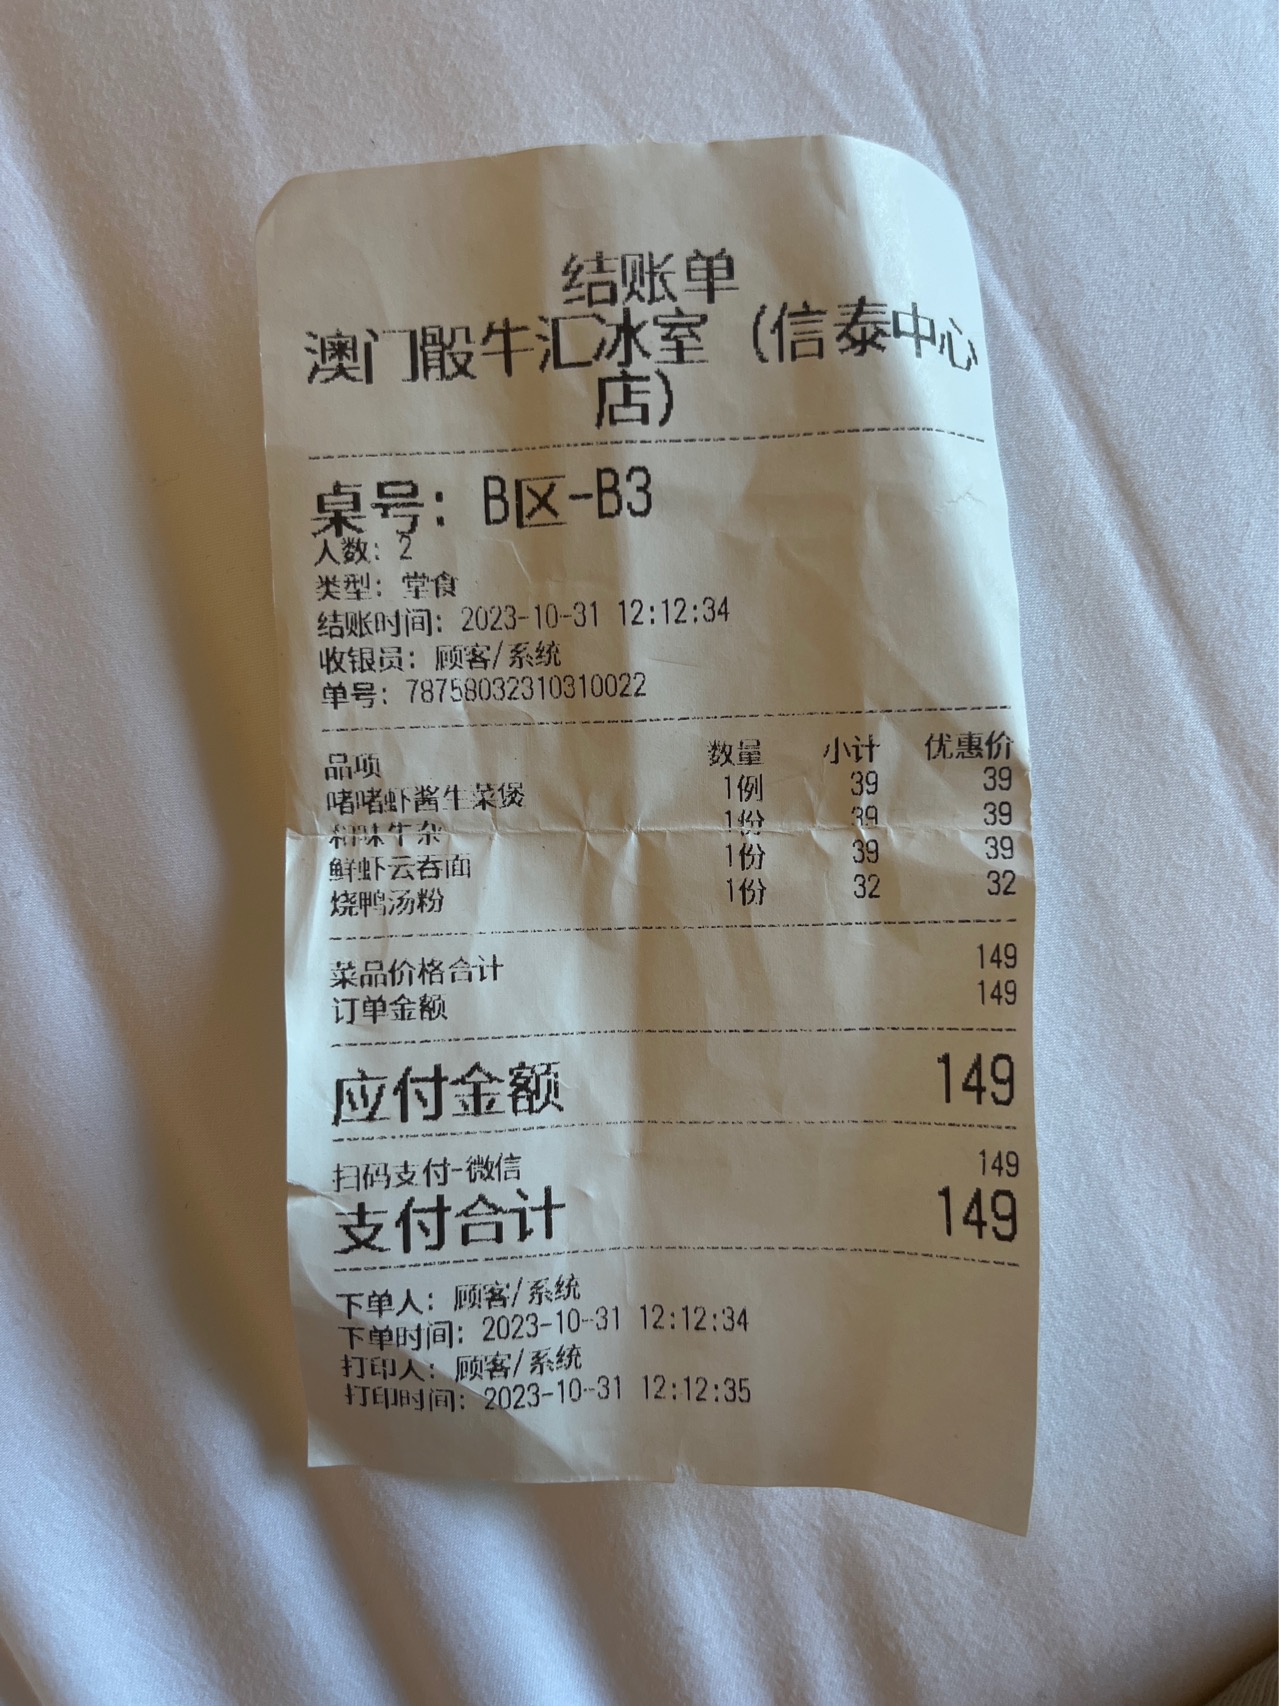 结账单
澳门骰牛汇冰室（信泰中心
店）
桌号：B区-B3
人数：2
类型：堂食
结账时间：2023-10-31 12:12:34
收银员：顾客/系统
单号：78758032310310022
品项 数量 小计 优惠价
啫啫虾酱生菜煲 1例 39 39
和味牛杂 1份 39 39
鲜虾云吞面 1份 39 39
烧鸭汤粉 1份 32 32
菜品价格合计 149
订单金额 149
应付金额 149
扫码支付-微信 149
支付合计 149
下单人：顾客/系统
下单时间：2023-10-31 12:12:34
打印人：顾客/系统
打印时间：2023-10-31 12:12:35